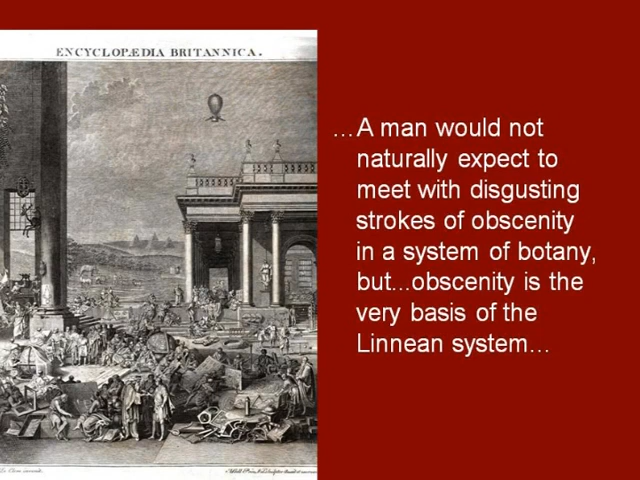 ENCYCLOPÆDIA BRITANNICA.
...A man would not
naturally expect to
meet with disgusting
strokes of obscenity
in a system of botany,
but...obscenity is the
very basis of the
Linnean system...